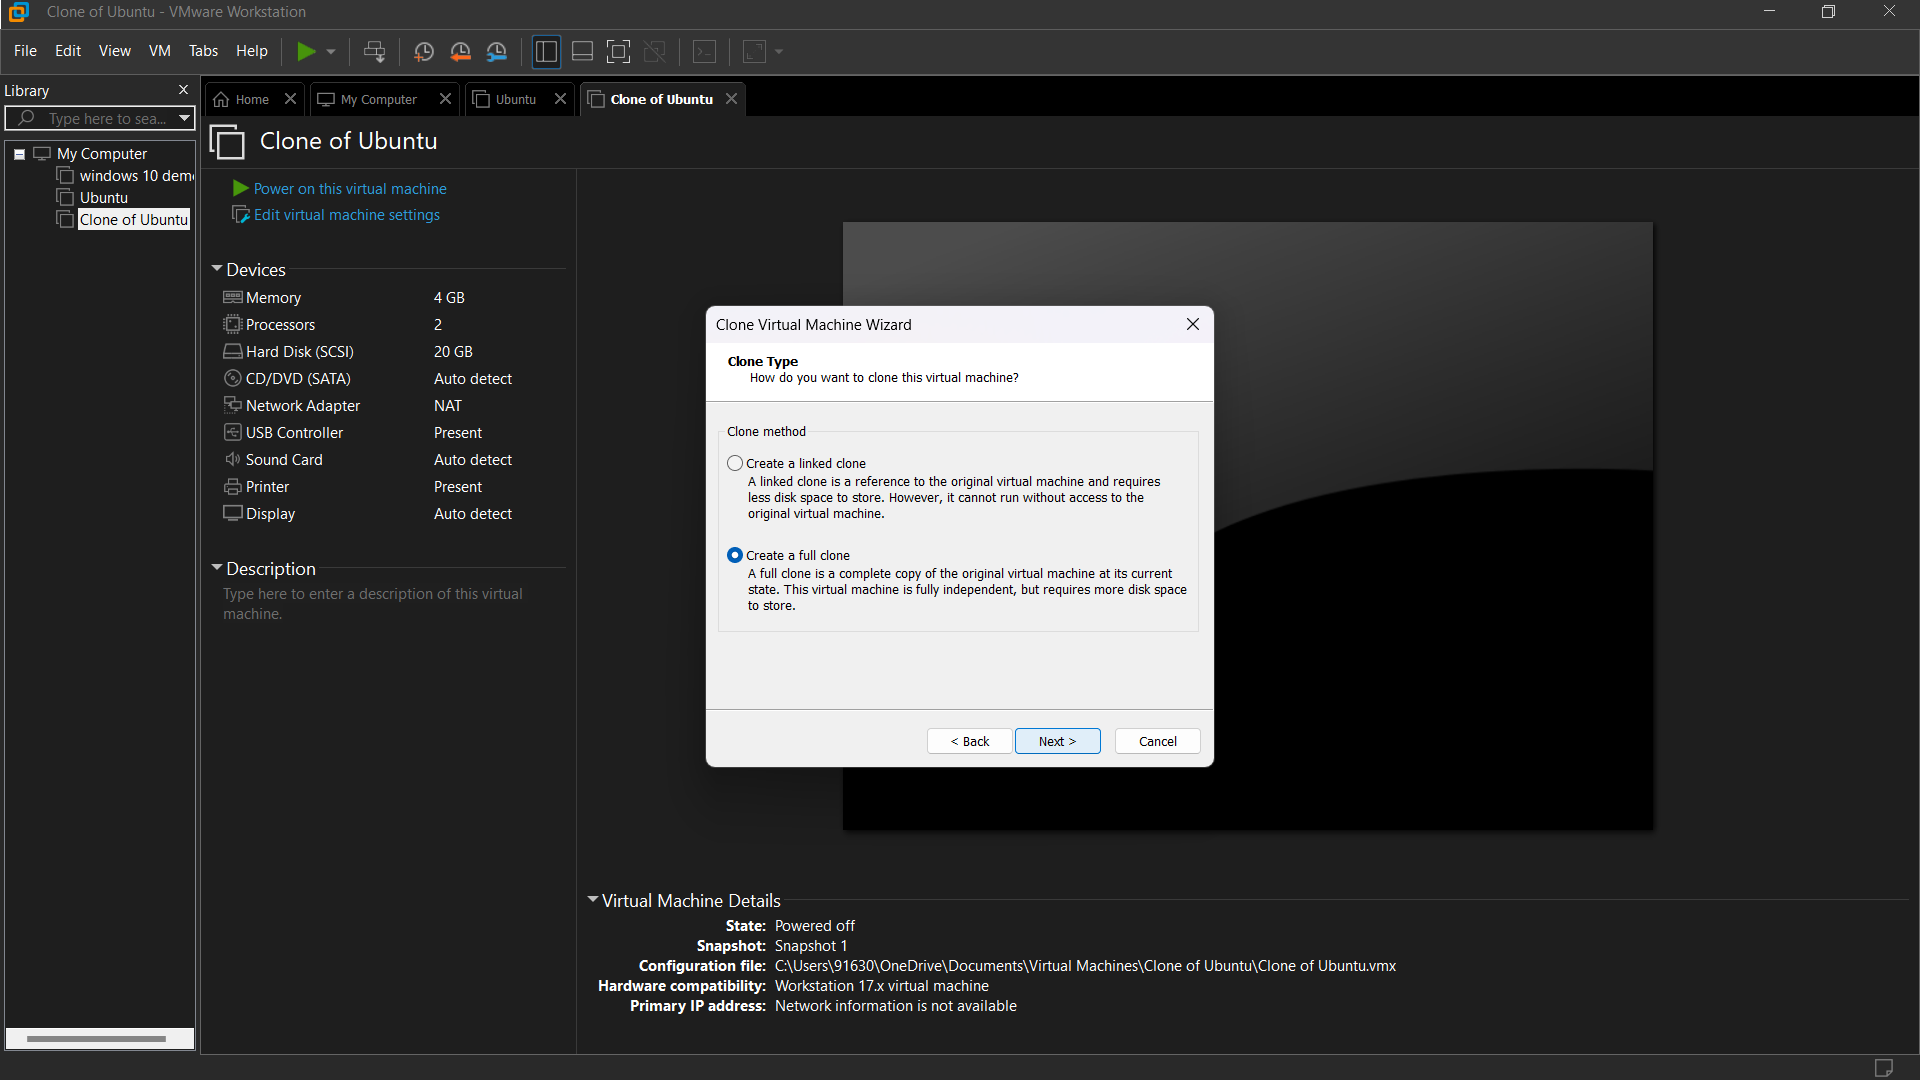 Clone of Ubuntu - VMware Workstation
File Edit View VM Tabs Help
Library
Type here to sea...
My Computer
windows 10 dem
Ubuntu
Clone of Ubuntu
Home
My Computer
Ubuntu
Clone of Ubuntu
Clone of Ubuntu
Power on this virtual machine
Edit virtual machine settings
Devices
Memory 4 GB
Processors 2
Hard Disk (SCSI) 20 GB
CD/DVD (SATA) Auto detect
Network Adapter NAT
USB Controller Present
Sound Card Auto detect
Printer Present
Display Auto detect
Description
Type here to enter a description of this virtual
machine.
Clone Virtual Machine Wizard
Clone Type
How do you want to clone this virtual machine?
Clone method
Create a linked clone
A linked clone is a reference to the original virtual machine and requires
less disk space to store. However, it cannot run without access to the
original virtual machine.
Create a full clone
A full clone is a complete copy of the original virtual machine at its current
state. This virtual machine is fully independent, but requires more disk space
to store.
< Back Next > Cancel
Virtual Machine Details
State: Powered off
Snapshot: Snapshot 1
Configuration file: C:\Users\91630\OneDrive\Documents\Virtual Machines\Clone of Ubuntu\Clone of Ubuntu.vmx
Hardware compatibility: Workstation 17.x virtual machine
Primary IP address: Network information is not available